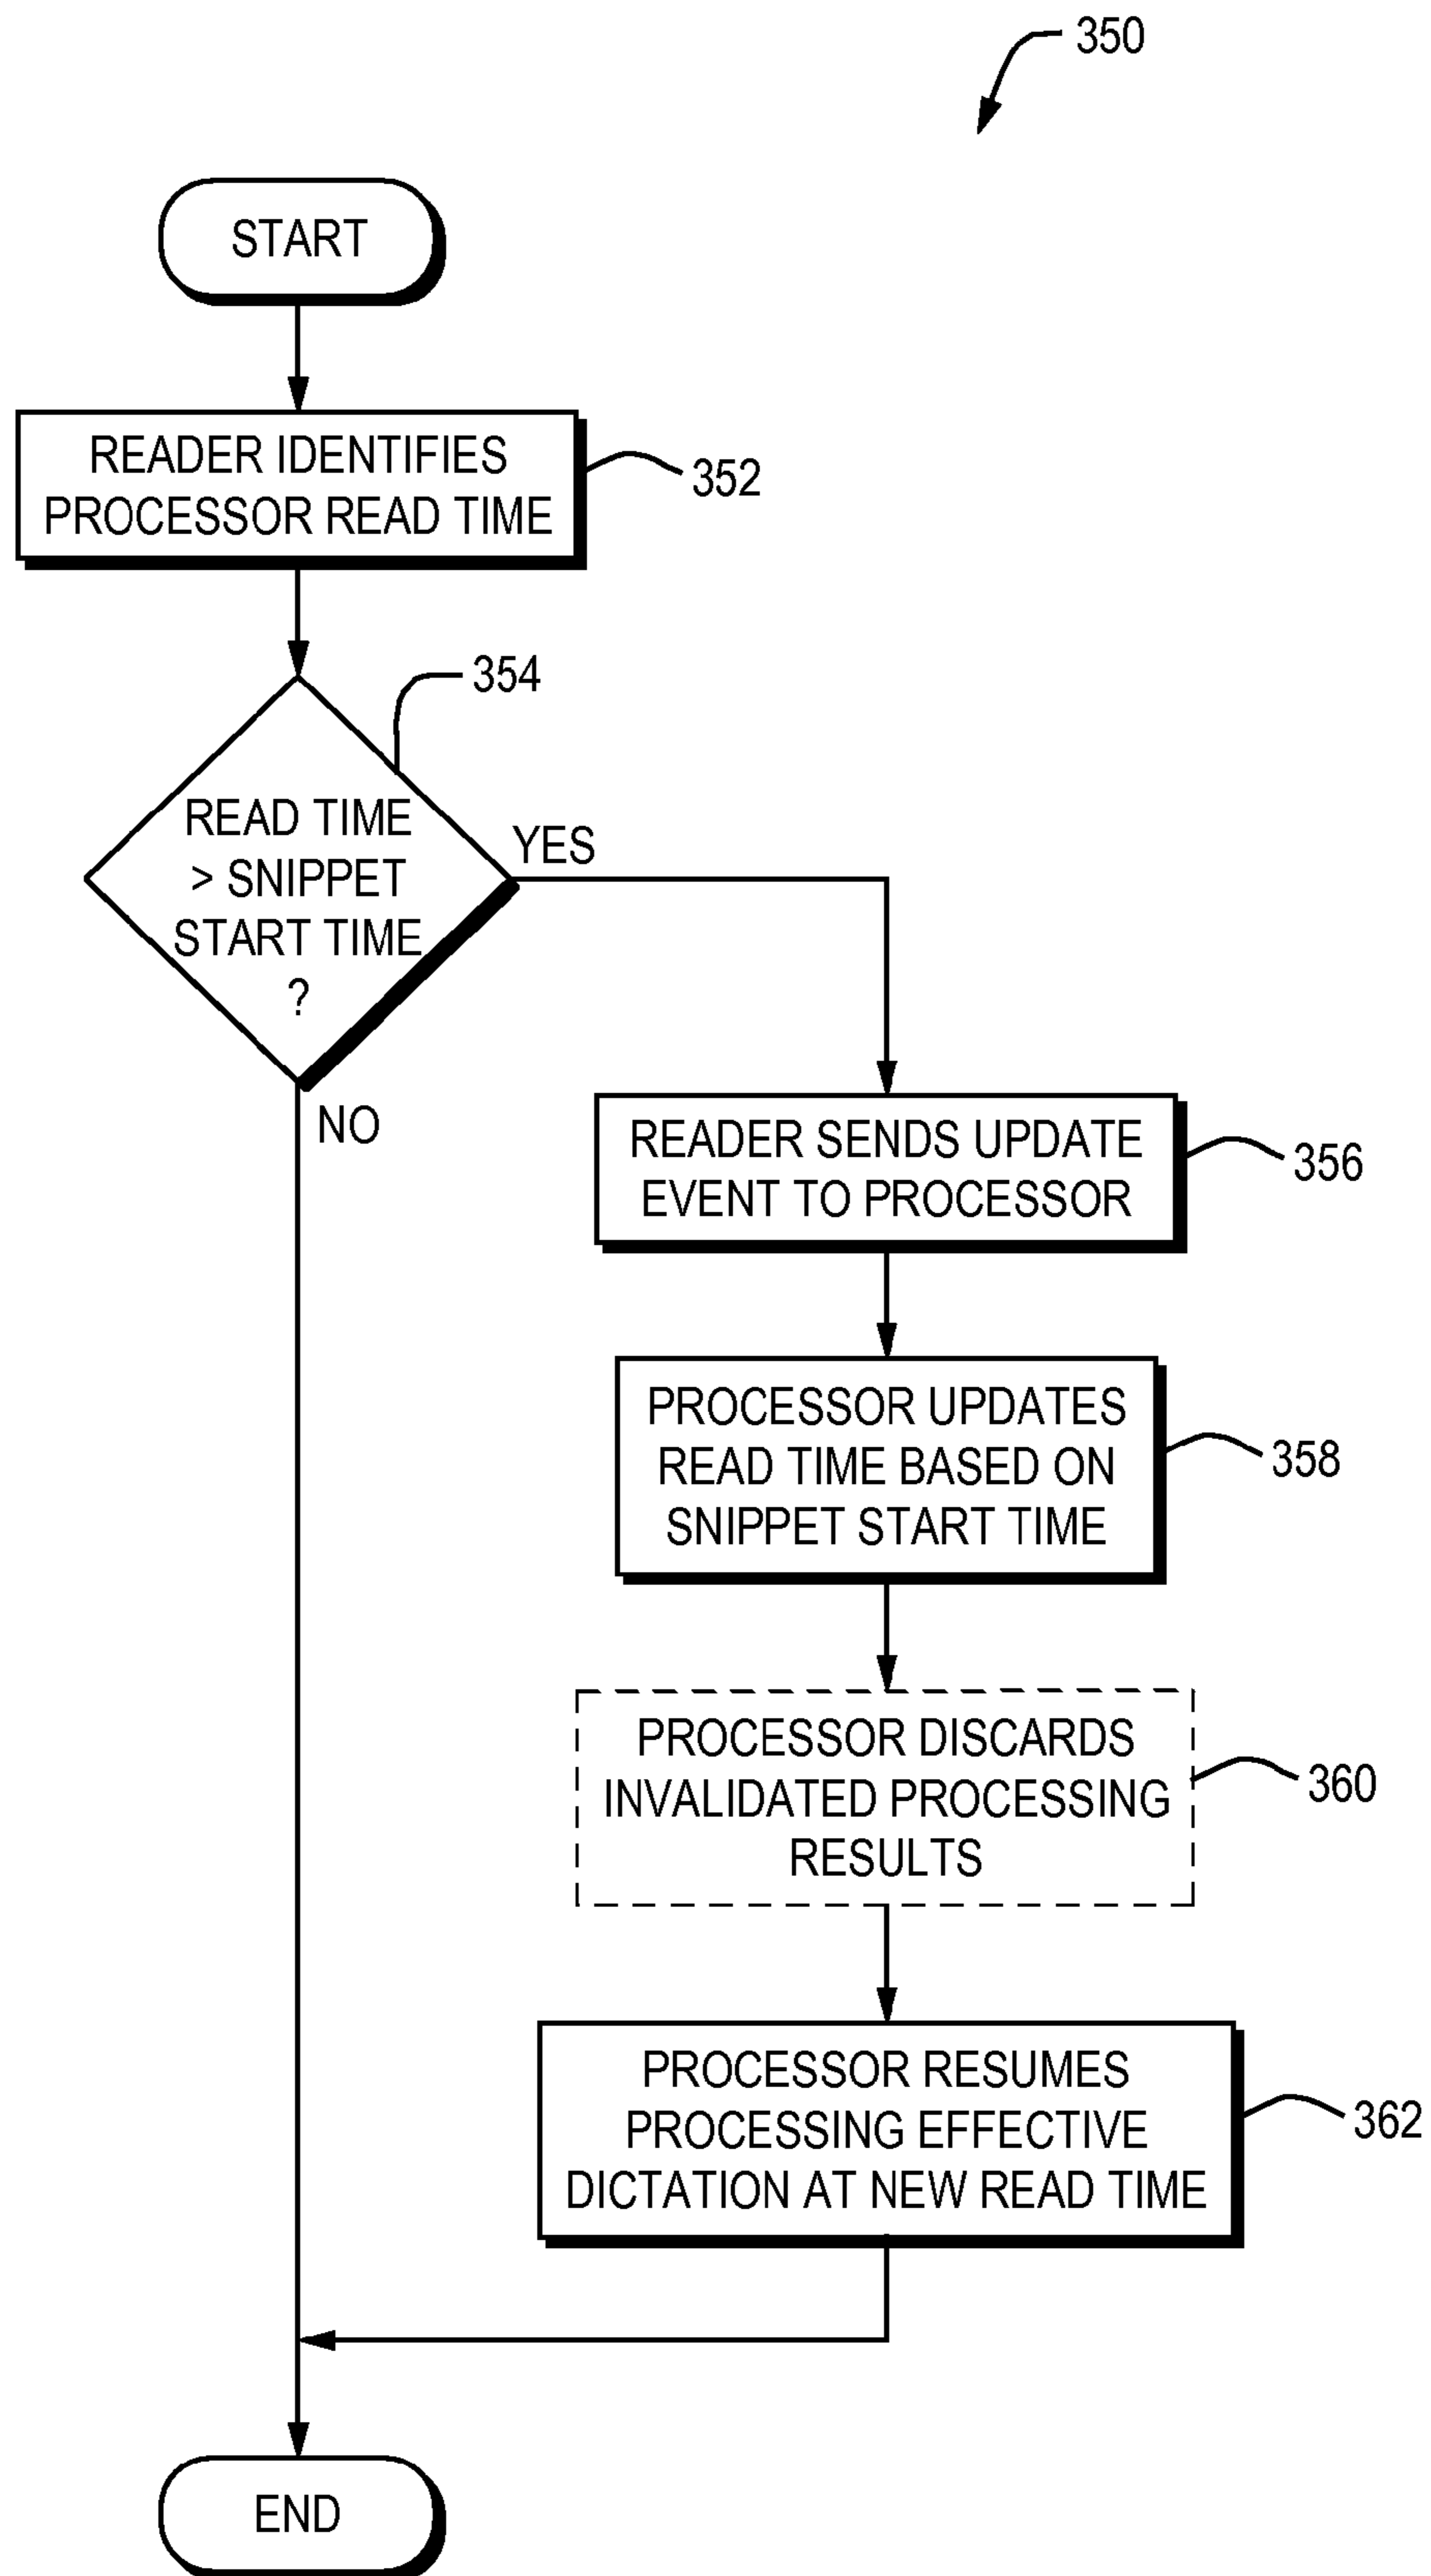 350
START
READER IDENTIFIES
PROCESSOR READ TIME
352
354
READ TIME
> SNIPPET
START TIME
?
YES
NO
READER SENDS UPDATE
EVENT TO PROCESSOR
356
PROCESSOR UPDATES
READ TIME BASED ON
SNIPPET START TIME
358
PROCESSOR DISCARDS
INVALIDATED PROCESSING
RESULTS
360
PROCESSOR RESUMES
PROCESSING EFFECTIVE
DICTATION AT NEW READ TIME
362
END